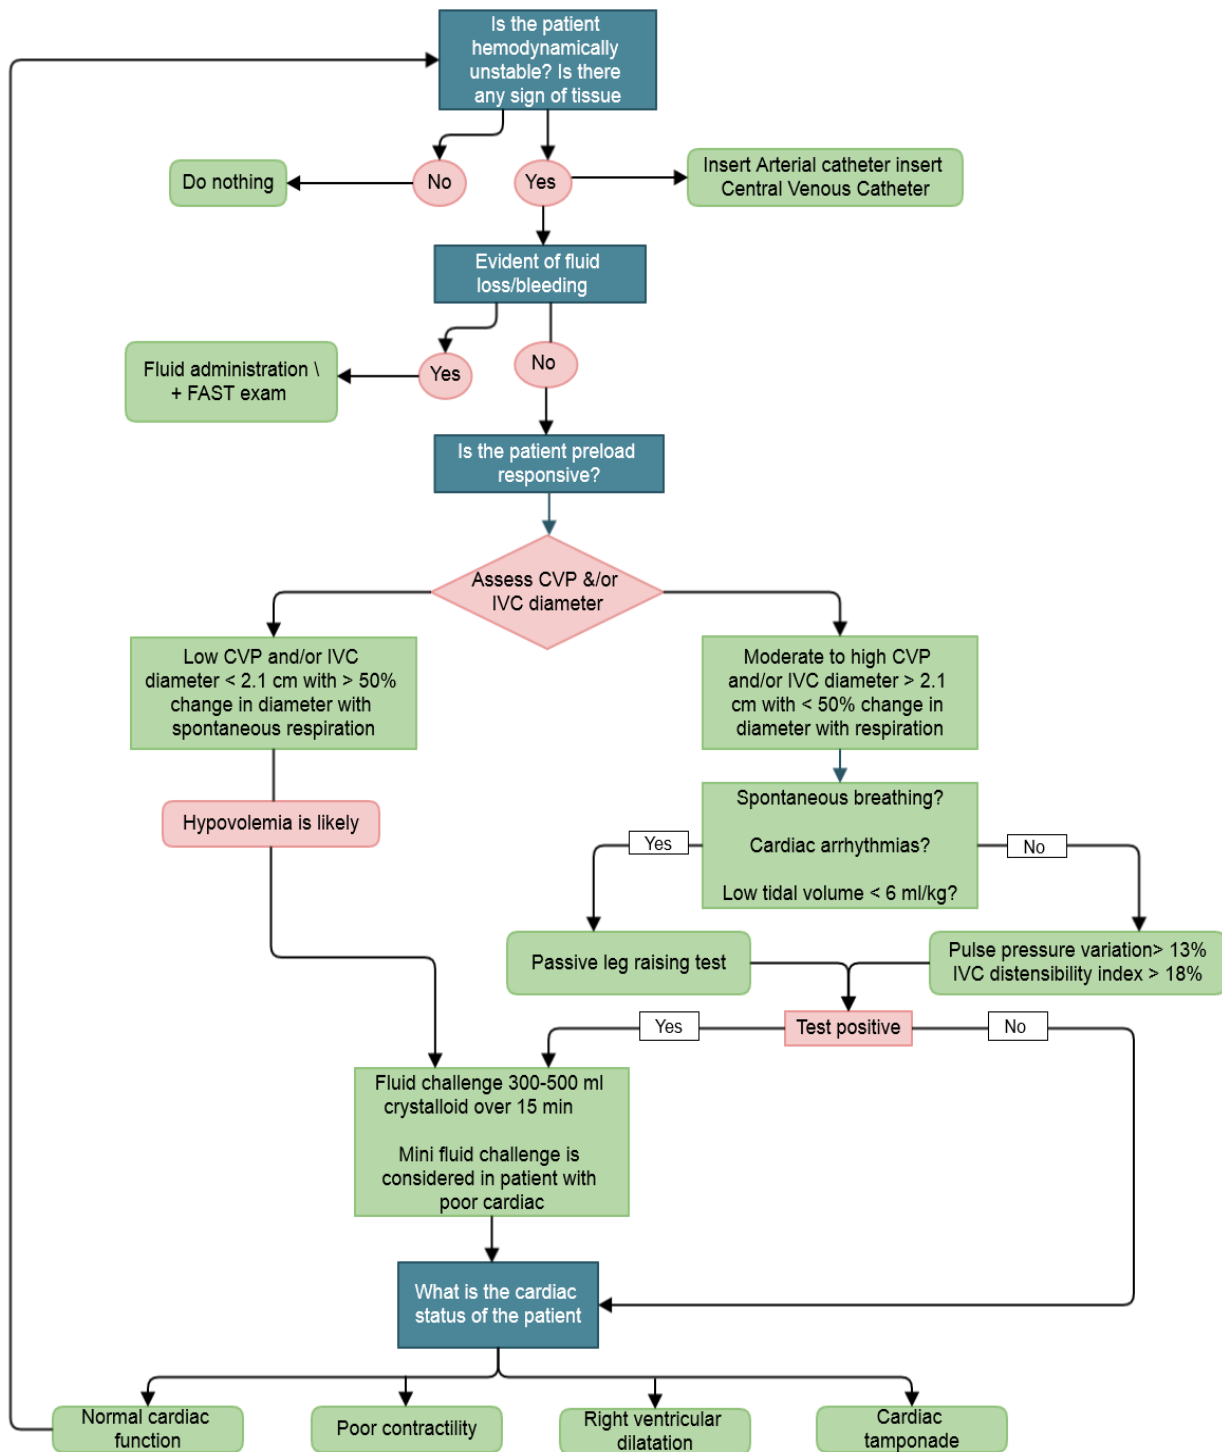 Is the patient
hemodynamically
unstable? Is there
any sign of tissue
Do nothing
No
Yes
Insert Arterial catheter insert
Central Venous Catheter
Evident of fluid
loss/bleeding
Fluid administration \
+ FAST exam
Yes
No
Is the patient preload
responsive?
Assess CVP &/or
IVC diameter
Low CVP and/or IVC
diameter < 2.1 cm with > 50%
change in diameter with
spontaneous respiration
Moderate to high CVP
and/or IVC diameter > 2.1
cm with < 50% change in
diameter with respiration
Hypovolemia is likely
Spontaneous breathing?
Cardiac arrhythmias?
Low tidal volume < 6 ml/kg?
Yes
No
Passive leg raising test
Pulse pressure variation> 13%
IVC distensibility index > 18%
Yes
Test positive
No
Fluid challenge 300-500 ml
crystalloid over 15 min
Mini fluid challenge is
considered in patient with
poor cardiac
What is the cardiac
status of the patient
Normal cardiac
function
Poor contractility
Right ventricular
dilatation
Cardiac
tamponade